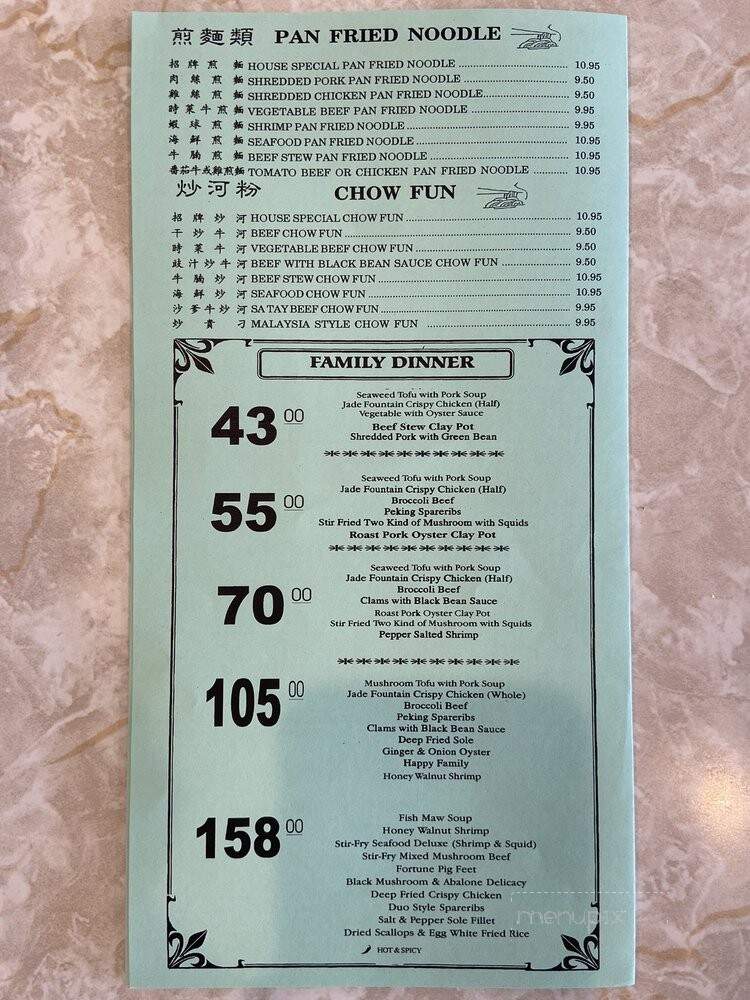 煎麵類 PAN FRIED NOODLE
招牌煎麵 HOUSE SPECIAL PAN FRIED NOODLE 10.95
肉絲煎麵 SHREDDED PORK PAN FRIED NOODLE 9.50
雞絲煎麵 SHREDDED CHICKEN PAN FRIED NOODLE 9.50
時菜牛煎麵 VEGETABLE BEEF PAN FRIED NOODLE 9.95
蝦球煎麵 SHRIMP PAN FRIED NOODLE 9.95
海鮮煎麵 SEAFOOD PAN FRIED NOODLE 10.95
牛腩煎麵 BEEF STEW PAN FRIED NOODLE 10.95
番茄牛或雞煎麵 TOMATO BEEF OR CHICKEN PAN FRIED NOODLE 10.95
炒河粉 CHOW FUN
招牌炒河 HOUSE SPECIAL CHOW FUN 10.95
干炒牛河 BEEF CHOW FUN 9.50
時菜牛河 VEGETABLE BEEF CHOW FUN 9.50
豉汁炒牛河 BEEF WITH BLACK BEAN SAUCE CHOW FUN 9.50
牛腩炒河 BEEF STEW CHOW FUN 10.95
海鮮炒河 SEAFOOD CHOW FUN 10.95
沙爹牛炒河 SA TAY BEEF CHOW FUN 9.95
炒貴刁 MALAYSIA STYLE CHOW FUN 9.95
FAMILY DINNER
43 00
Seaweed Tofu with Pork Soup
Jade Fountain Crispy Chicken (Half)
Vegetable with Oyster Sauce
Beef Stew Clay Pot
Shredded Pork with Green Bean
55 00
Seaweed Tofu with Pork Soup
Jade Fountain Crispy Chicken (Half)
Broccoli Beef
Peking Spareribs
Stir Fried Two Kind of Mushroom with Squids
Roast Pork Oyster Clay Pot
70 00
Seaweed Tofu with Pork Soup
Jade Fountain Crispy Chicken (Half)
Broccoli Beef
Clams with Black Bean Sauce
Roast Pork Oyster Clay Pot
Stir Fried Two Kind of Mushroom with Squids
Pepper Salted Shrimp
105 00
Mushroom Tofu with Pork Soup
Jade Fountain Crispy Chicken (Whole)
Broccoli Beef
Peking Spareribs
Clams with Black Bean Sauce
Deep Fried Sole
Ginger & Onion Oyster
Happy Family
Honey Walnut Shrimp
158 00
Fish Maw Soup
Honey Walnut Shrimp
Stir-Fry Seafood Deluxe (Shrimp & Squid)
Stir-Fry Mixed Mushroom Beef
Fortune Pig Feet
Black Mushroom & Abalone Delicacy
Deep Fried Crispy Chicken
Duo Style Spareribs
Salt & Pepper Sole Fillet
Dried Scallops & Egg White Fried Rice
HOT & SPICY
menupix